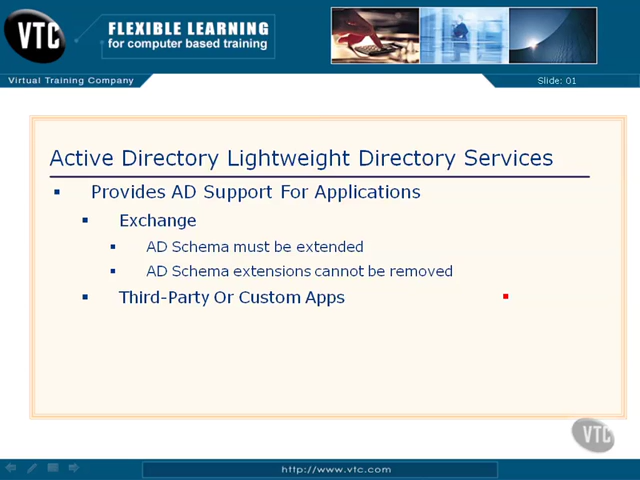 VTC
FLEXIBLE LEARNING
for computer based training
Virtual Training Company
Slide: 01
Active Directory Lightweight Directory Services
Provides AD Support For Applications
Exchange
AD Schema must be extended
AD Schema extensions cannot be removed
Third-Party Or Custom Apps
VTC
http://www.vtc.com